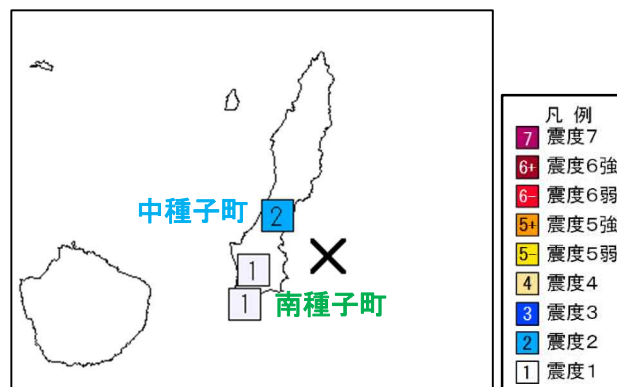 中種子町
2
1
1
南種子町
凡 例
7 震度7
6+ 震度6強
6- 震度6弱
5+ 震度5強
5- 震度5弱
4 震度4
3 震度3
2 震度2
1 震度1